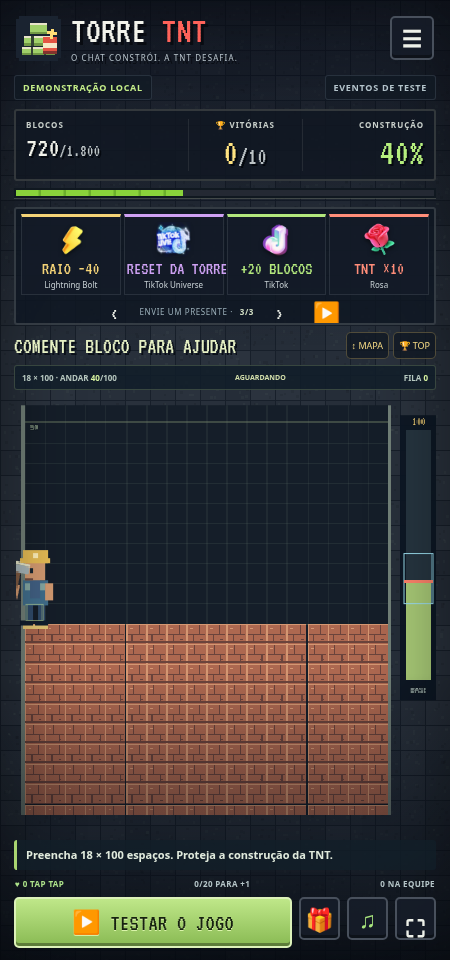 TORRE TNT
O CHAT CONSTRÓI. A TNT DESAFIA.
DEMONSTRAÇÃO LOCAL
EVENTOS DE TESTE
BLOCOS
720/1.800
🏆 VITÓRIAS
0/10
CONSTRUÇÃO
40%
RAIO -40
Lightning Bolt
RESET DA TORRE
TikTok Universe
+20 BLOCOS
TikTok
TNT X10
Rosa
‹ ENVIE UM PRESENTE · 3/3 ›
COMENTE BLOCO PARA AJUDAR
↕ MAPA
🏆 TOP
18 × 100 · ANDAR 40/100
AGUARDANDO
FILA 0
50
100
BASE
Preencha 18 × 100 espaços. Proteja a construção da TNT.
♥ 0 TAP TAP
0/20 PARA +1
0 NA EQUIPE
TESTAR O JOGO